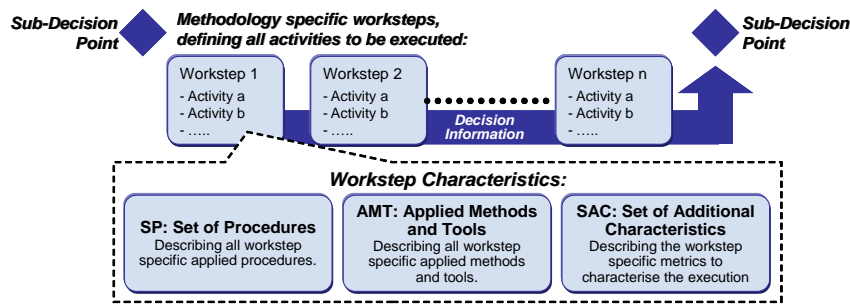 Sub-Decision
Point
Methodology specific worksteps,
defining all activities to be executed:
Sub-Decision
Point
Workstep 1
- Activity a
- Activity b
- .....
Workstep 2
- Activity a
- Activity b
- .....
Workstep n
- Activity a
- Activity b
- .....
Decision
Information
Workstep Characteristics:
SP: Set of Procedures
Describing all workstep
specific applied procedures.
AMT: Applied Methods
and Tools
Describing all workstep
specific applied methods
and tools.
SAC: Set of Additional
Characteristics
Describing the workstep
specific metrics to
characterise the execution